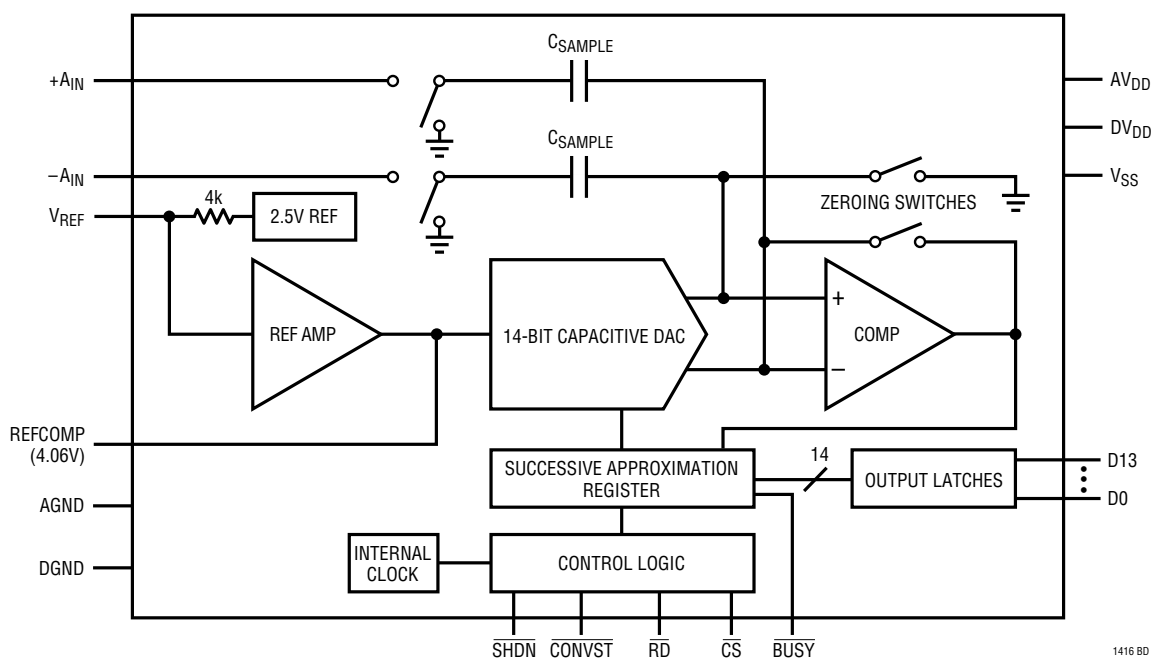 CSAMPLE
+AIN
AVDD
DVDD
CSAMPLE
−AIN
VSS
4k
ZEROING SWITCHES
VREF
2.5V REF
+
REF AMP
14-BIT CAPACITIVE DAC
COMP
−
REFCOMP
(4.06V)
14
D13
SUCCESSIVE APPROXIMATION
REGISTER
OUTPUT LATCHES
D0
AGND
INTERNAL
CLOCK
CONTROL LOGIC
DGND
SHDN
CONVST
RD
CS
BUSY
1416 BD